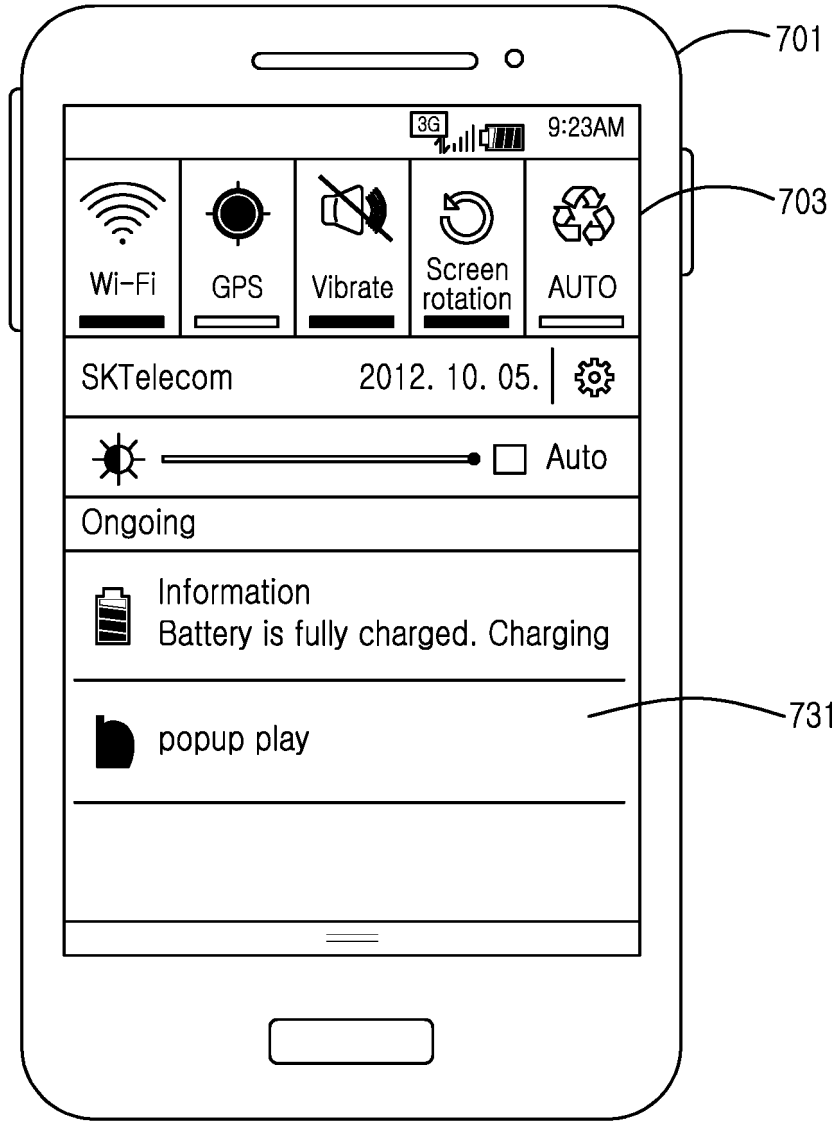 701
3G 9:23AM
703
Wi-Fi GPS Vibrate Screen rotation AUTO
SKTelecom 2012. 10. 05.
Auto
Ongoing
Information
Battery is fully charged. Charging
731
popup play